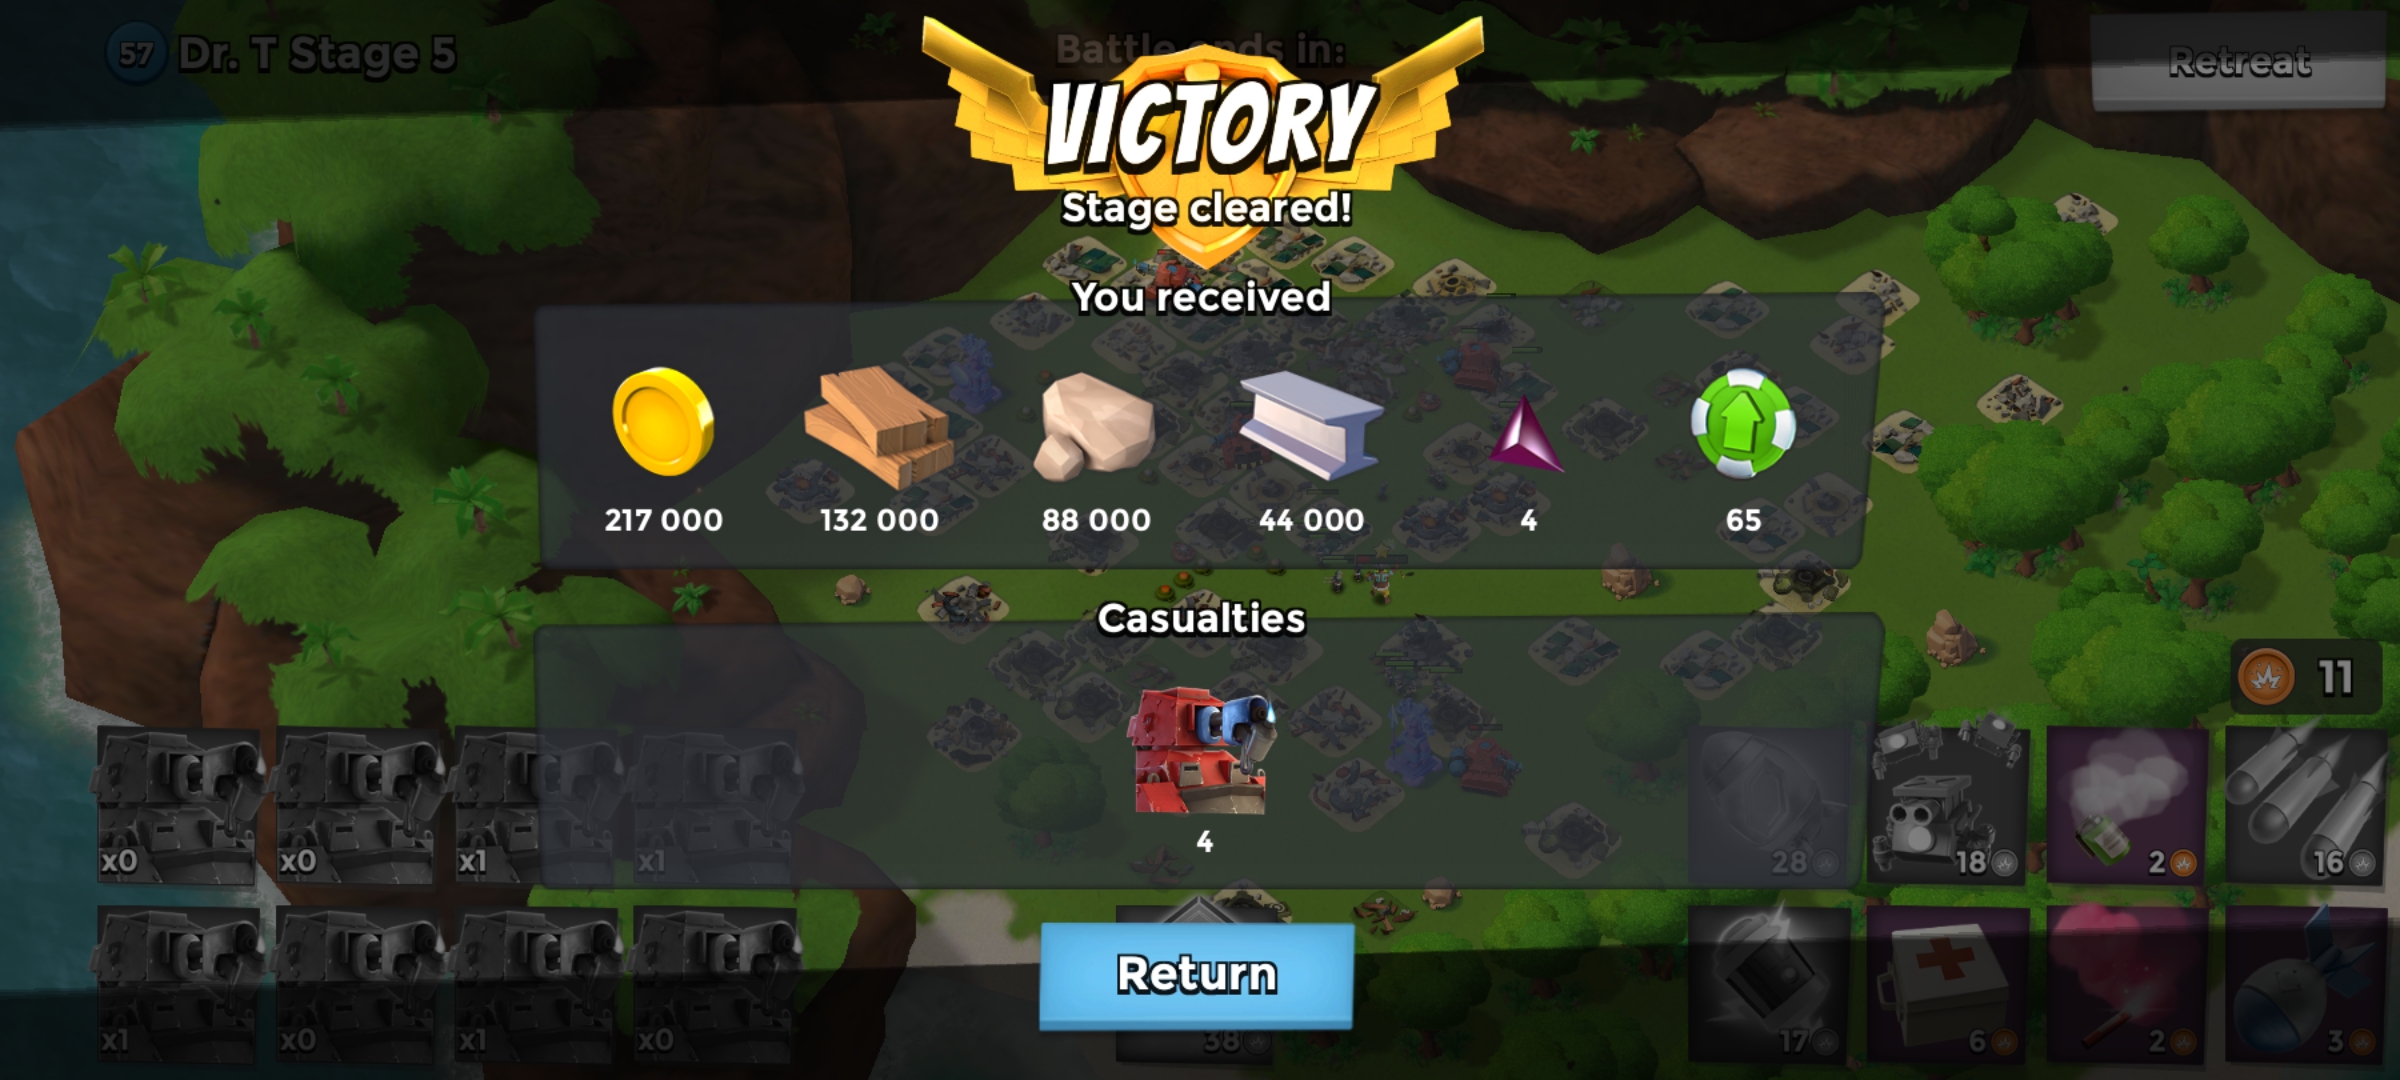 57 Dr. T Stage 5
Battle ends in:
Retreat
VICTORY
Stage cleared!
You received
217 000
132 000
88 000
44 000
4
65
Casualties
4
11
x0
x0
x1
x1
28
18
2
16
x1
x0
x1
x0
Return
38
17
6
2
3